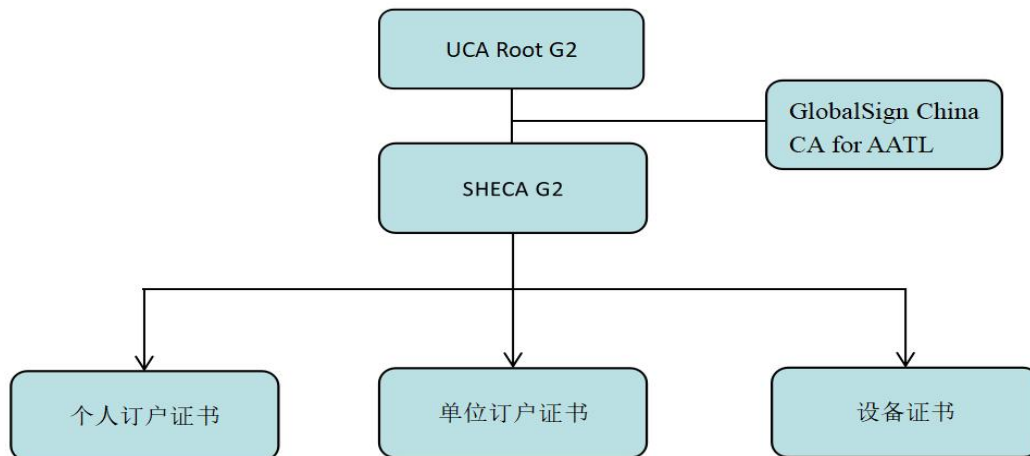 UCA Root G2
GlobalSign China
CA for AATL
SHECA G2
个人订户证书
单位订户证书
设备证书